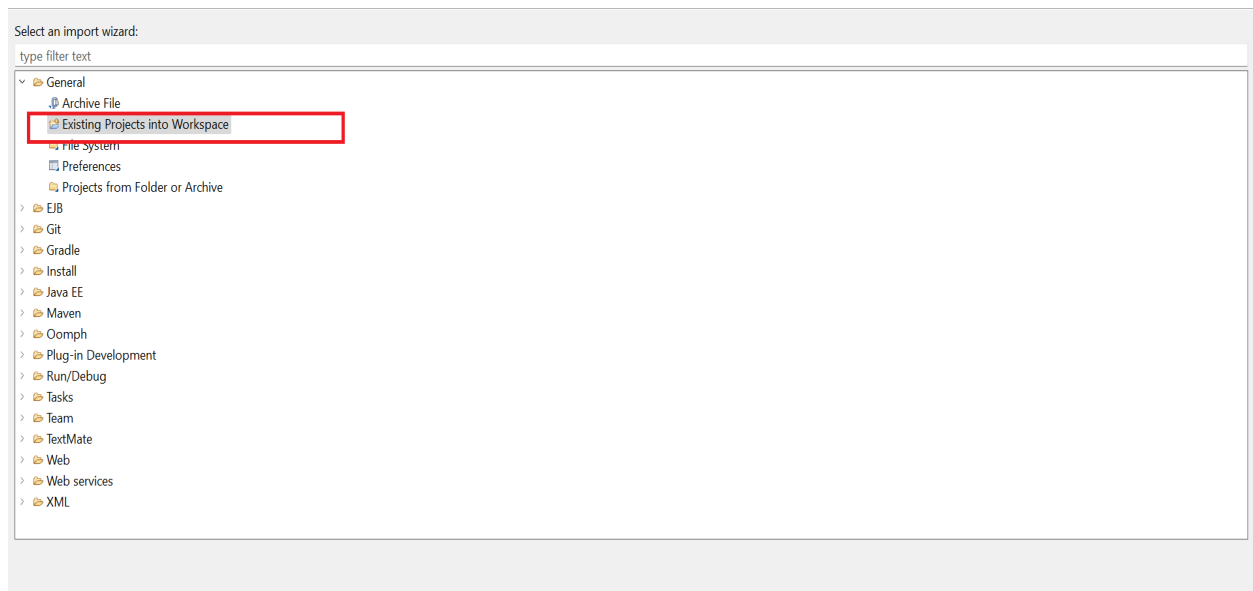 Select an import wizard:
type filter text
General
Archive File
Existing Projects into Workspace
File System
Preferences
Projects from Folder or Archive
EJB
Git
Gradle
Install
Java EE
Maven
Oomph
Plug-in Development
Run/Debug
Tasks
Team
TextMate
Web
Web services
XML